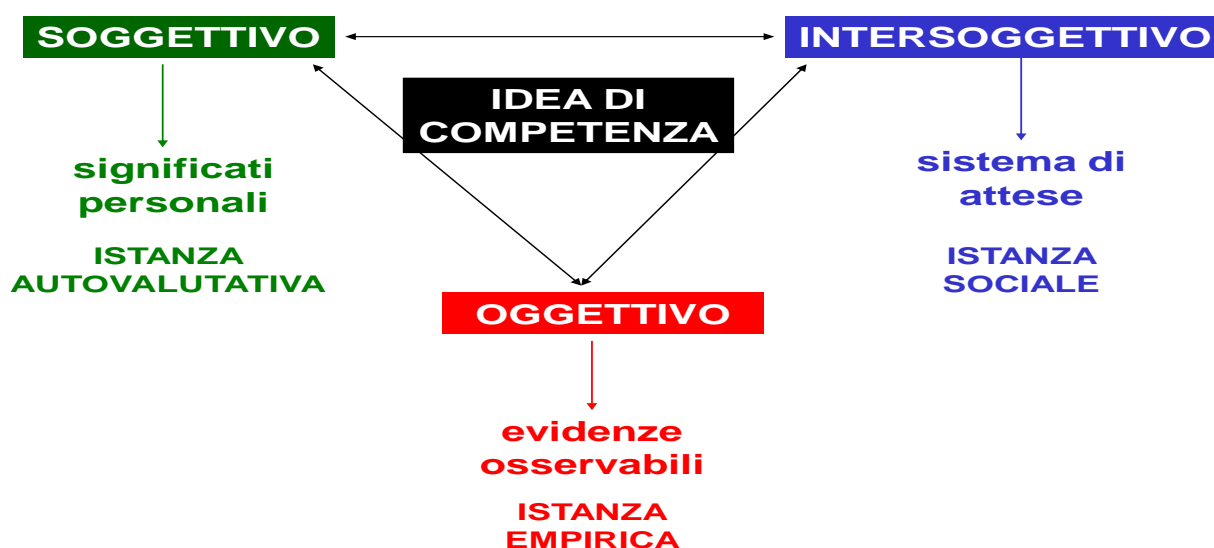 SOGGETTIVO
INTERSOGGETTIVO
IDEA DI
COMPETENZA
significati
personali
ISTANZA
AUTOVALUTATIVA
sistema di
attese
ISTANZA
SOCIALE
OGGETTIVO
evidenze
osservabili
ISTANZA
EMPIRICA